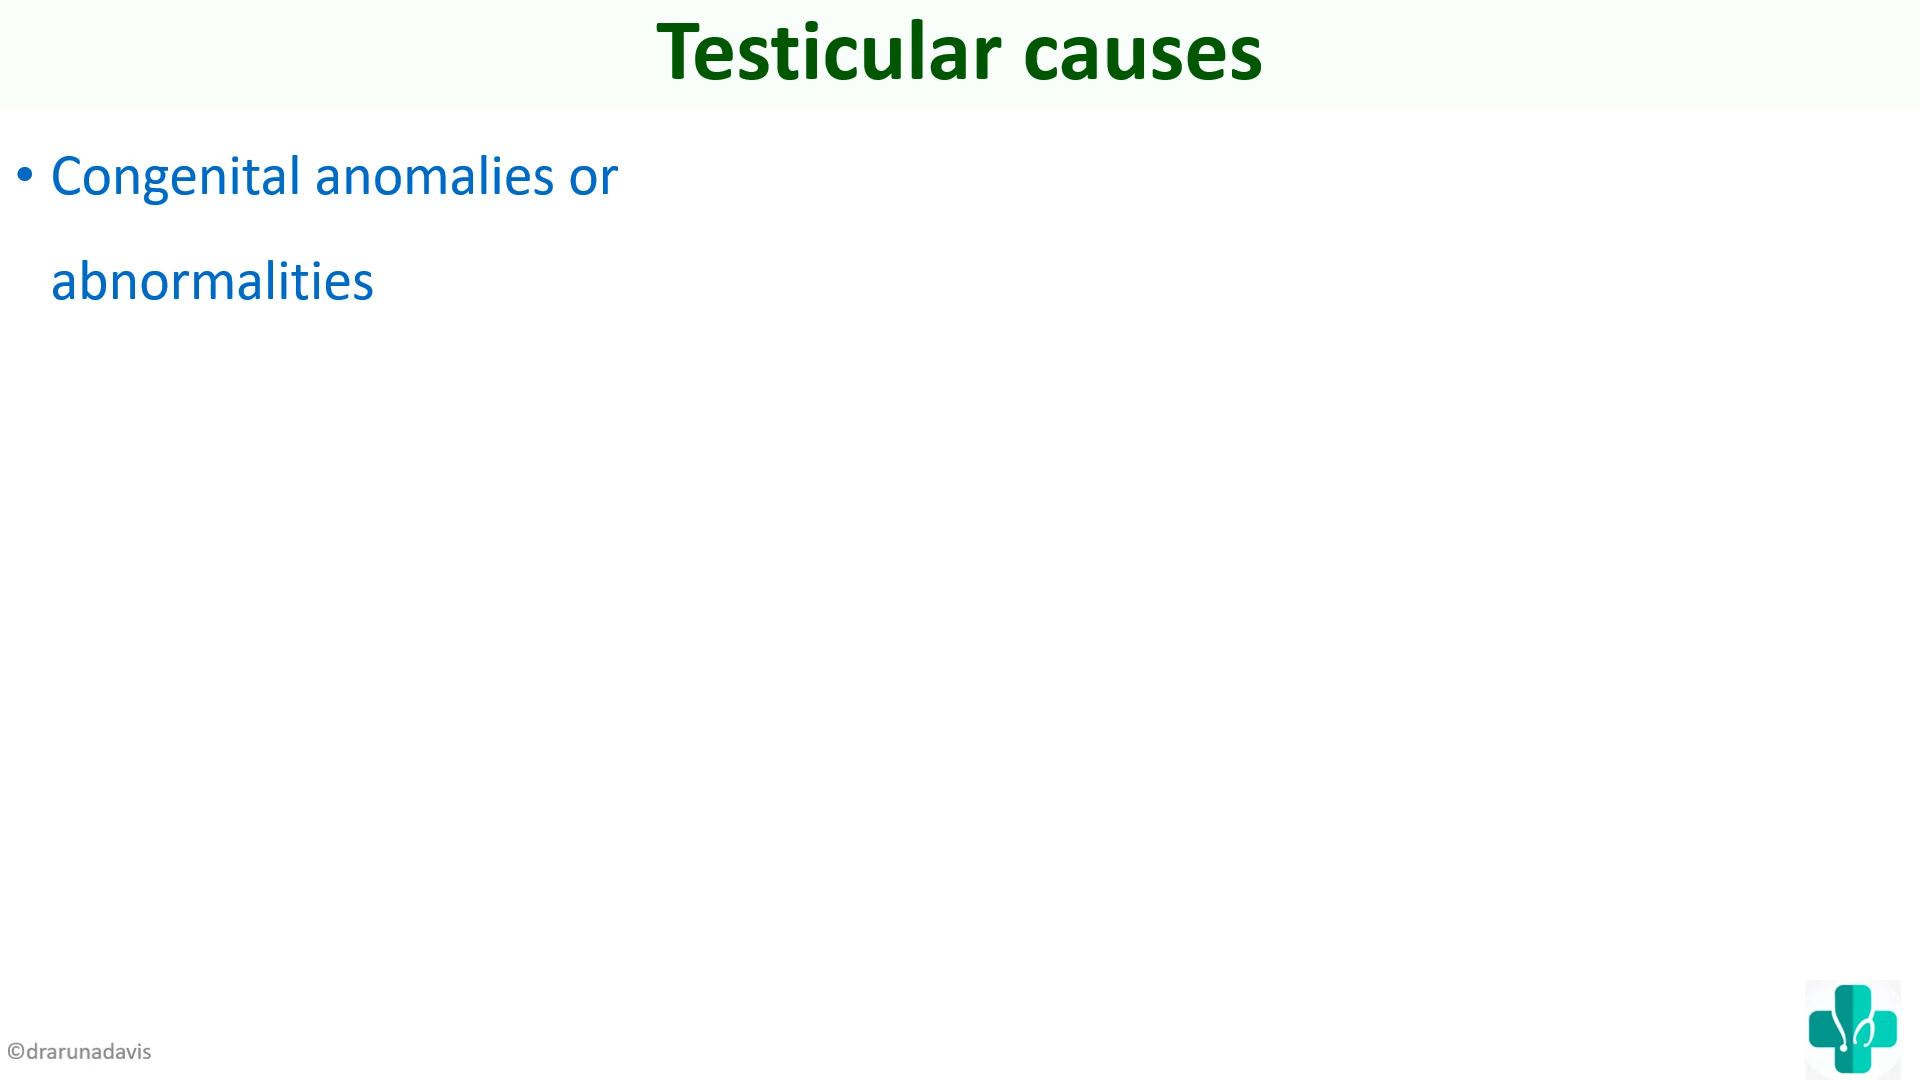 Testicular causes
• Congenital anomalies or
abnormalities
©drarunadavis